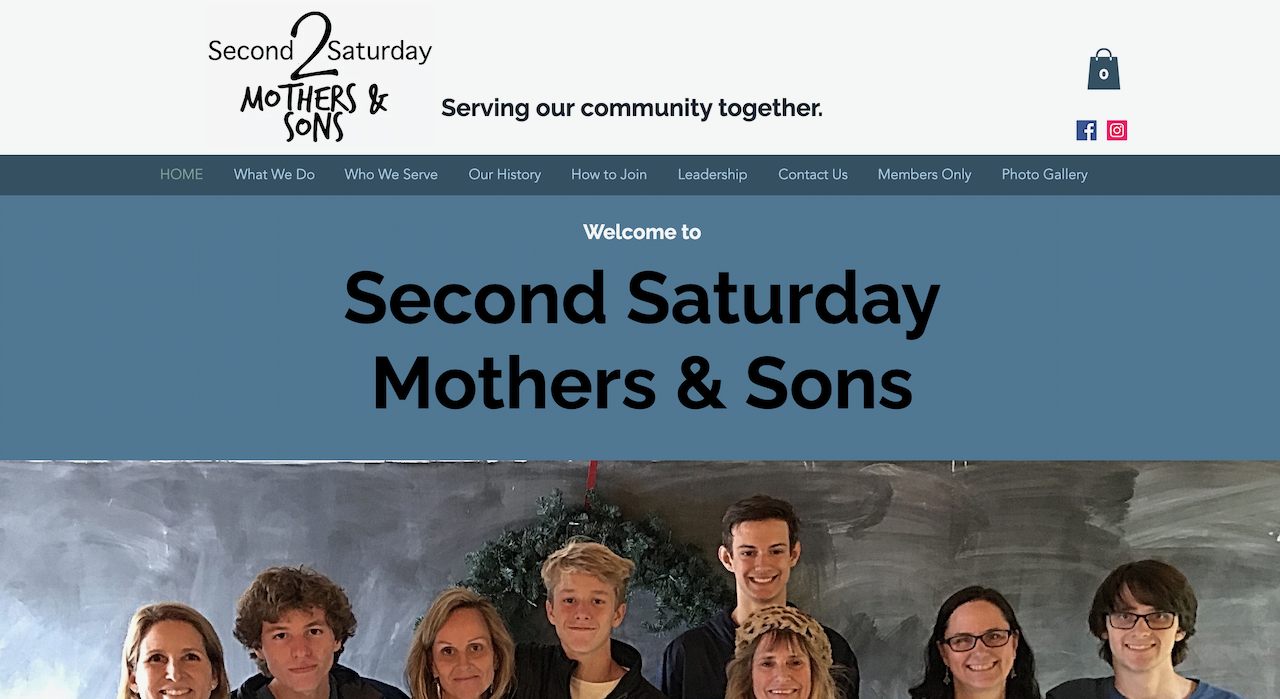 Second 2 Saturday
MOTHERS &
SONS
Serving our community together.
0
HOME What We Do Who We Serve Our History How to Join Leadership Contact Us Members Only Photo Gallery
Welcome to
Second Saturday
Mothers & Sons